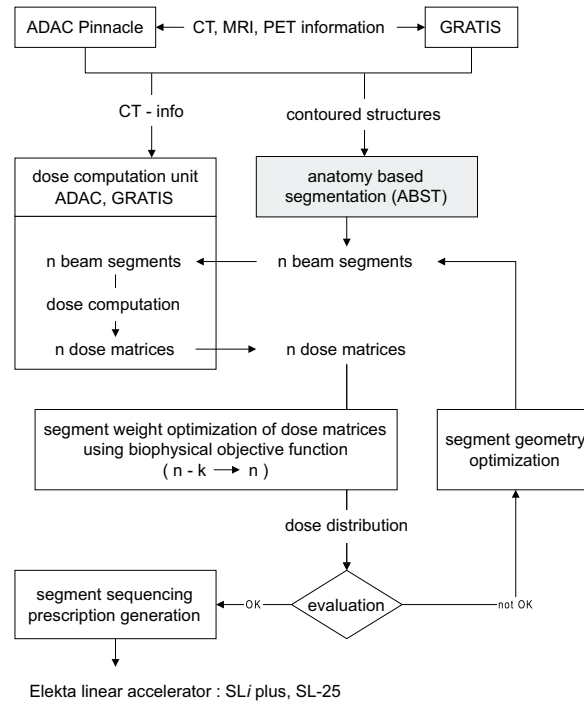 ADAC Pinnacle
CT, MRI, PET information
GRATIS
CT - info
contoured structures
dose computation unit
ADAC, GRATIS
anatomy based
segmentation (ABST)
n beam segments
n beam segments
dose computation
n dose matrices
n dose matrices
segment weight optimization of dose matrices
using biophysical objective function
( n - k → n )
segment geometry
optimization
dose distribution
segment sequencing
prescription generation
OK
evaluation
not OK
Elekta linear accelerator : SLi plus, SL-25